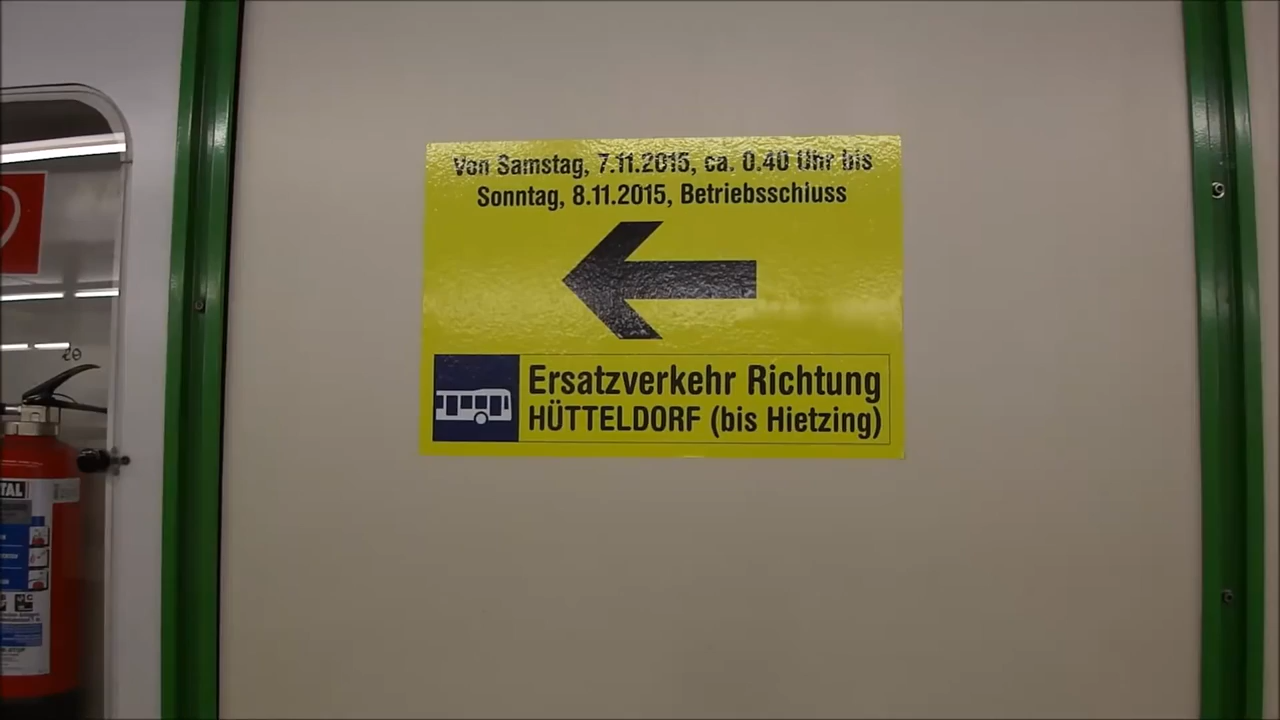 Von Samstag, 7.11.2015, ca. 0.40 Uhr bis
Sonntag, 8.11.2015, Betriebsschluss
Ersatzverkehr Richtung
HÜTTELDORF (bis Hietzing)
TAL